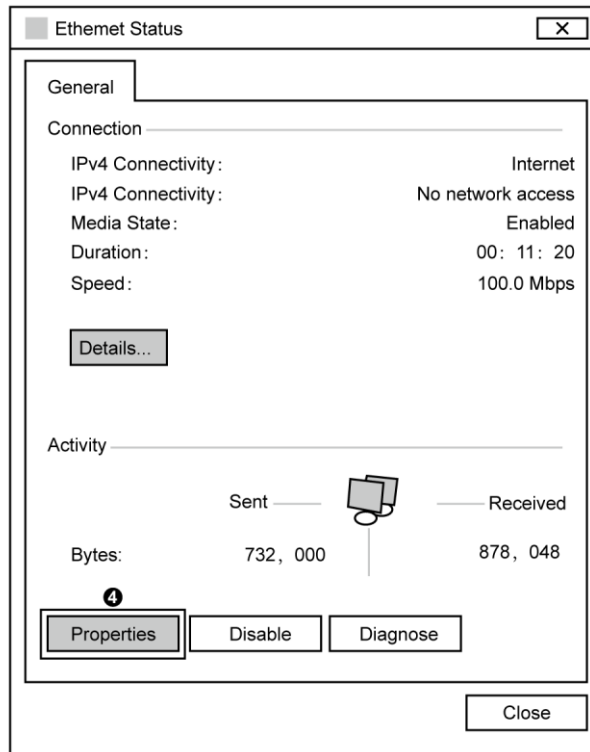 Ethemet Status
General
Connection
IPv4 Connectivity: Internet
IPv4 Connectivity: No network access
Media State: Enabled
Duration: 00: 11: 20
Speed: 100.0 Mbps
Details...
Activity
Sent Received
Bytes: 732, 000 878, 048
❹
Properties Disable Diagnose
Close